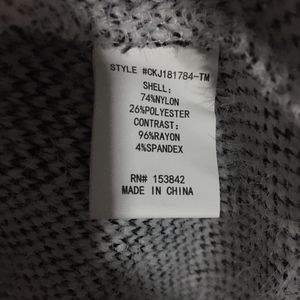 STYLE #CKJ181784-TM
SHELL:
74%NYLON
26%POLYESTER
CONTRAST:
96%RAYON
4%SPANDEX
RN# 153842
MADE IN CHINA